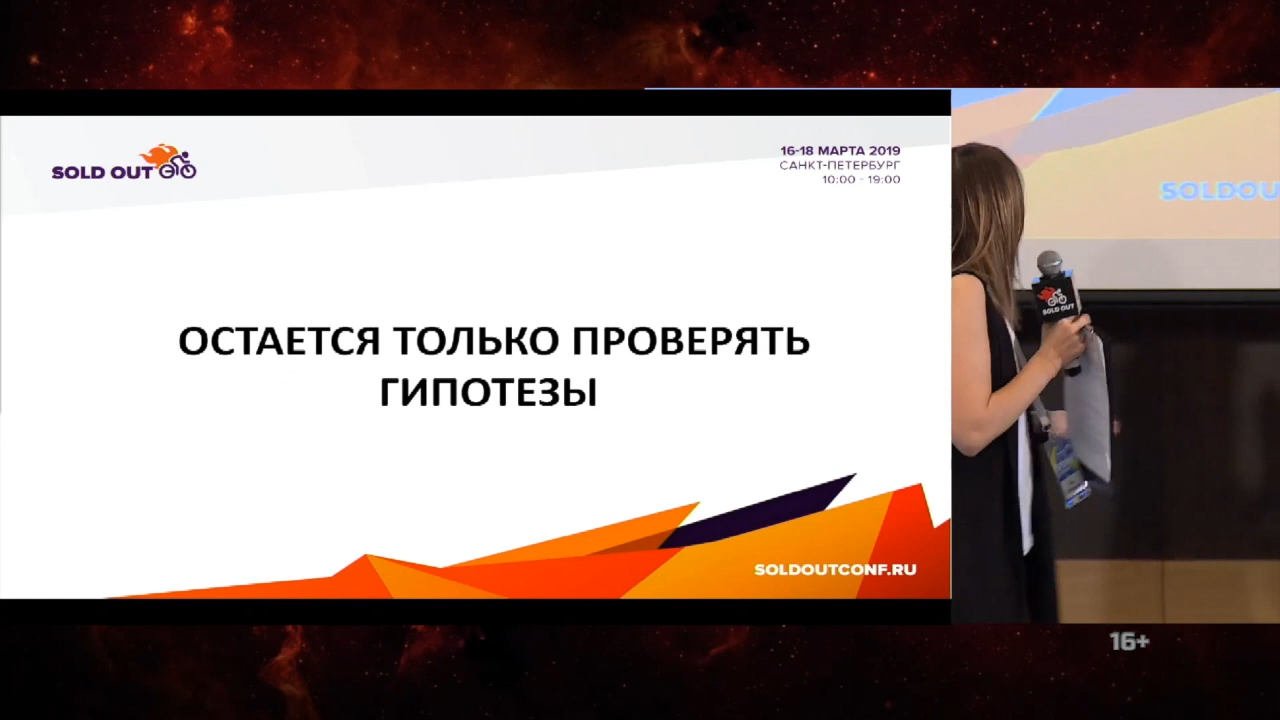 SOLD OUT
16-18 МАРТА 2019
САНКТ-ПЕТЕРБУРГ
10:00 - 19:00
ОСТАЕТСЯ ТОЛЬКО ПРОВЕРЯТЬ
ГИПОТЕЗЫ
SOLDOUTCONF.RU
SOLDOU
SOLD OUT
16+